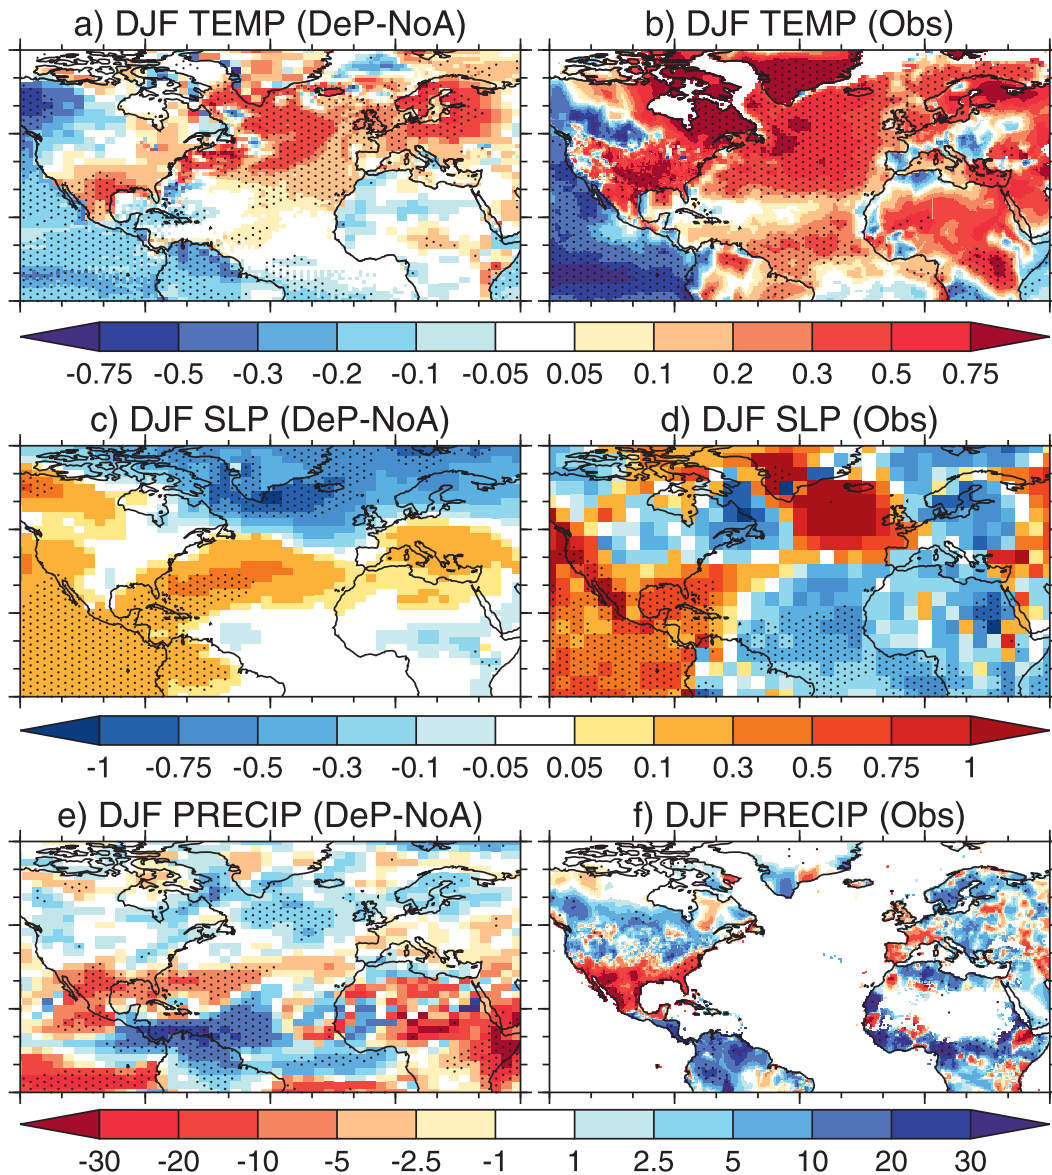 a) DJF TEMP (DeP-NoA)
b) DJF TEMP (Obs)
-0.75 -0.5 -0.3 -0.2 -0.1 -0.05 0.05 0.1 0.2 0.3 0.5 0.75
c) DJF SLP (DeP-NoA)
d) DJF SLP (Obs)
-1 -0.75 -0.5 -0.3 -0.1 -0.05 0.05 0.1 0.3 0.5 0.75 1
e) DJF PRECIP (DeP-NoA)
f) DJF PRECIP (Obs)
-30 -20 -10 -5 -2.5 -1 1 2.5 5 10 20 30